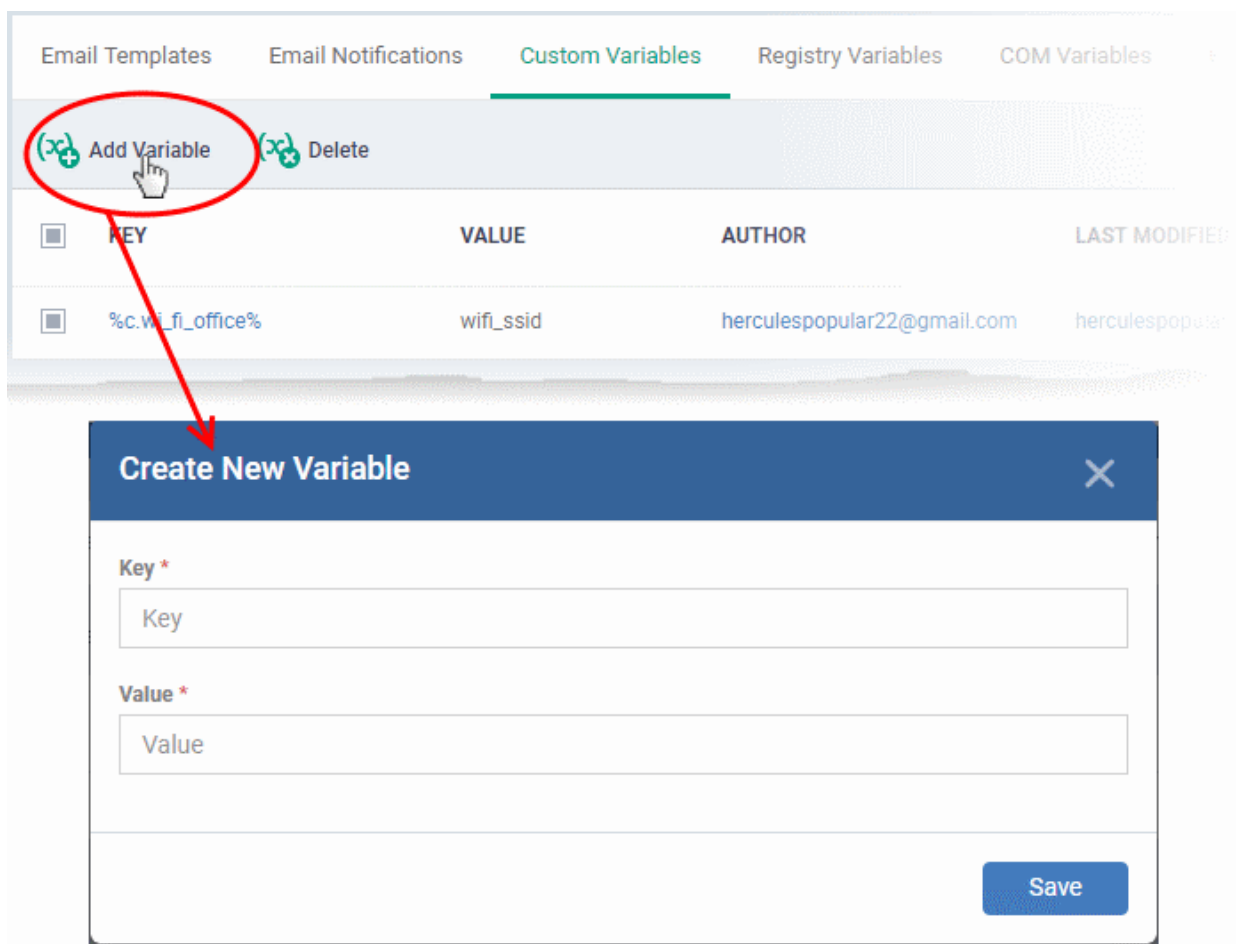 Email Templates Email Notifications Custom Variables Registry Variables COM Variables
Add Variable Delete
KEY VALUE AUTHOR LAST MODIFIED
%c.wi_fi_office% wifi_ssid herculespopular22@gmail.com herculespopular
Create New Variable
Key *
Key
Value *
Value
Save